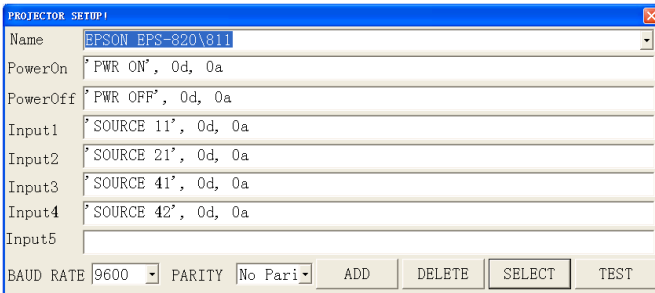 PROJECTOR SETUP!
Name EPSON EPS-820\811
PowerOn 'PWR ON', 0d, 0a
PowerOff 'PWR OFF', 0d, 0a
Input1 'SOURCE 11', 0d, 0a
Input2 'SOURCE 21', 0d, 0a
Input3 'SOURCE 41', 0d, 0a
Input4 'SOURCE 42', 0d, 0a
Input5
BAUD RATE 9600 PARITY No Pari ADD DELETE SELECT TEST